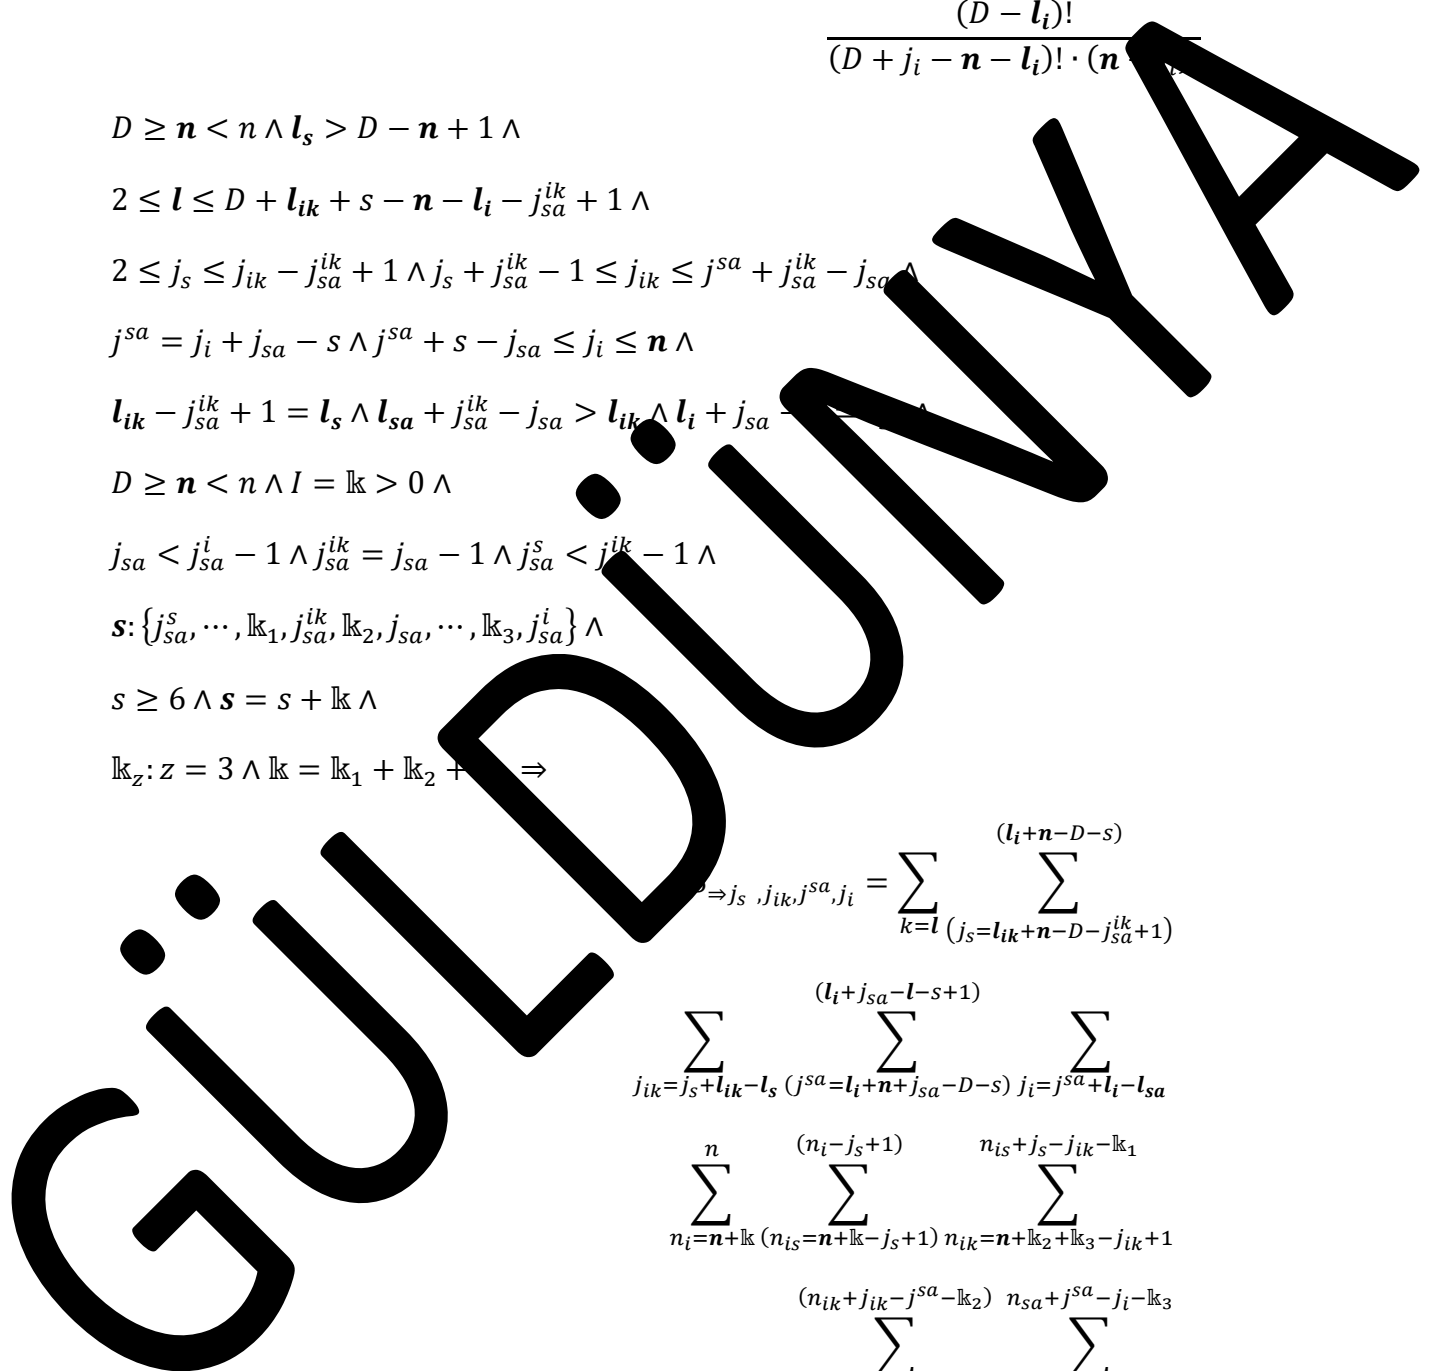 (D − l_i)!
(D + j_i − n − l_i)! · (n
D ≥ n < n ∧ l_s > D − n + 1 ∧
2 ≤ l ≤ D + l_ik + s − n − l_i − j_sa^ik + 1 ∧
2 ≤ j_s ≤ j_ik − j_sa^ik + 1 ∧ j_s + j_sa^ik − 1 ≤ j_ik ≤ j^sa + j_sa^ik − j_sa ∧
j^sa = j_i + j_sa − s ∧ j^sa + s − j_sa ≤ j_i ≤ n ∧
l_ik − j_sa^ik + 1 = l_s ∧ l_sa + j_sa^ik − j_sa > l_ik ∧ l_i + j_sa
D ≥ n < n ∧ I = 𝕜 > 0 ∧
j_sa < j_sa^i − 1 ∧ j_sa^ik = j_sa − 1 ∧ j_sa^s < j^ik − 1 ∧
s: {j_sa^s, ⋯ , 𝕜_1, j_sa^ik, 𝕜_2, j_sa, ⋯ , 𝕜_3, j_sa^i} ∧
s ≥ 6 ∧ s = s + 𝕜 ∧
𝕜_z: z = 3 ∧ 𝕜 = 𝕜_1 + 𝕜_2 + ⇒
(l_i+n−D−s)
⇒j_s ,j_ik,j^sa,j_i = ∑ ∑
k=l (j_s=l_ik+n−D−j_sa^ik+1)
(l_i+j_sa−l−s+1)
∑ ∑ ∑
j_ik=j_s+l_ik−l_s (j^sa=l_i+n+j_sa−D−s) j_i=j^sa+l_i−l_sa
n (n_i−j_s+1) n_is+j_s−j_ik−𝕜_1
∑ ∑ ∑
n_i=n+𝕜 (n_is=n+𝕜−j_s+1) n_ik=n+𝕜_2+𝕜_3−j_ik+1
(n_ik+j_ik−j^sa−𝕜_2) n_sa+j^sa−j_i−𝕜_3
∑ ∑
GÜLDÜNYA